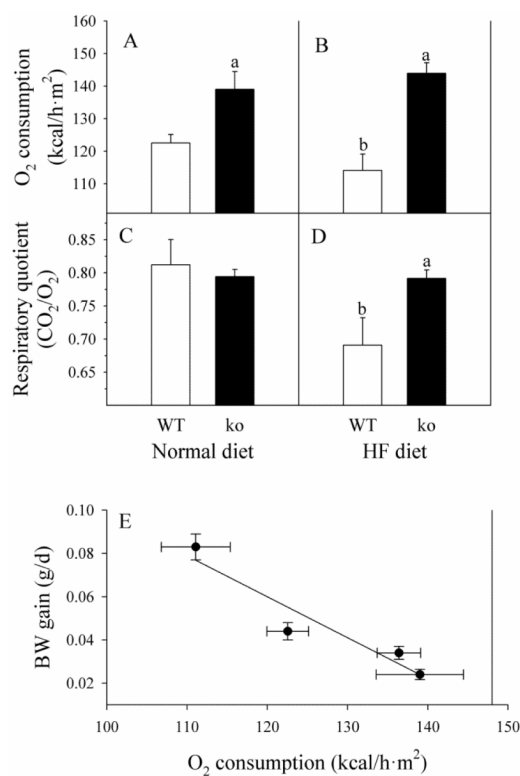 O₂ consumption
(kcal/h·m²)
160
150
140
130
120
110
A
a
B
a
b
Respiratory quotient
(CO₂/O₂)
0.85
0.80
0.75
0.70
0.65
C
D
a
b
WT ko WT ko
Normal diet HF diet
E
BW gain (g/d)
0.10
0.08
0.06
0.04
0.02
100 110 120 130 140 150
O₂ consumption (kcal/h·m²)